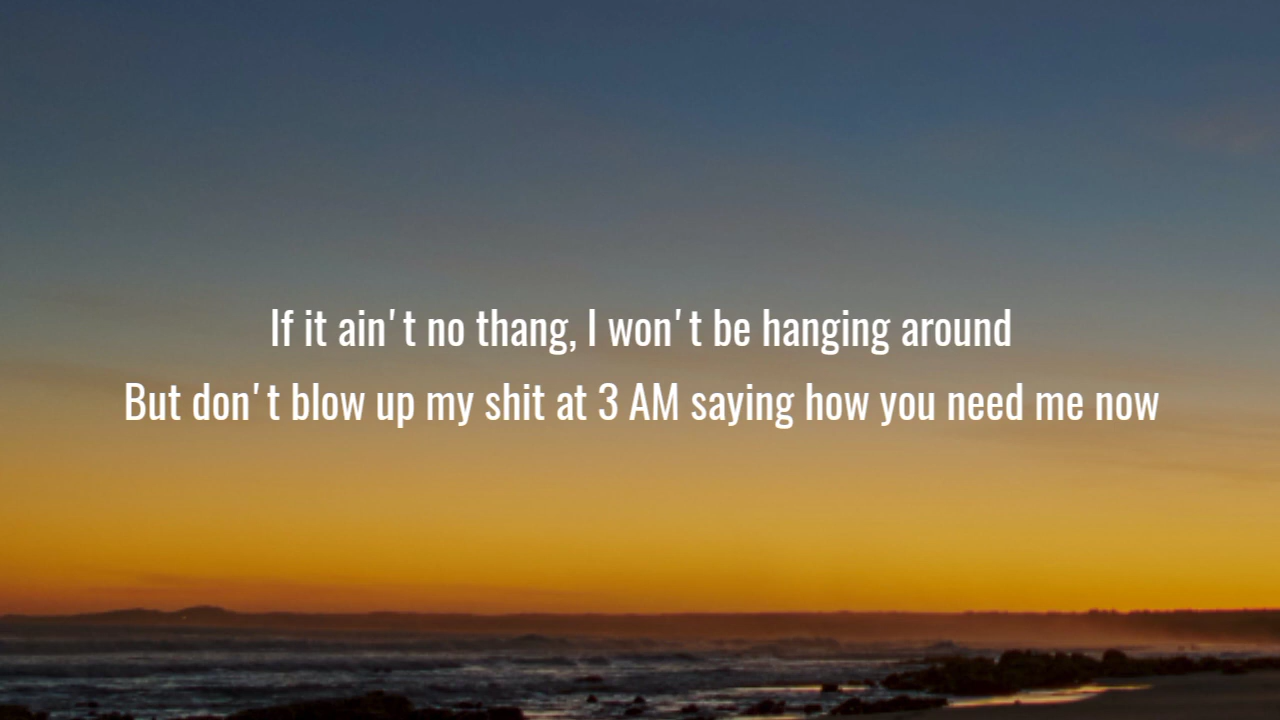 If it ain't no thang, I won't be hanging around
But don't blow up my shit at 3 AM saying how you need me now